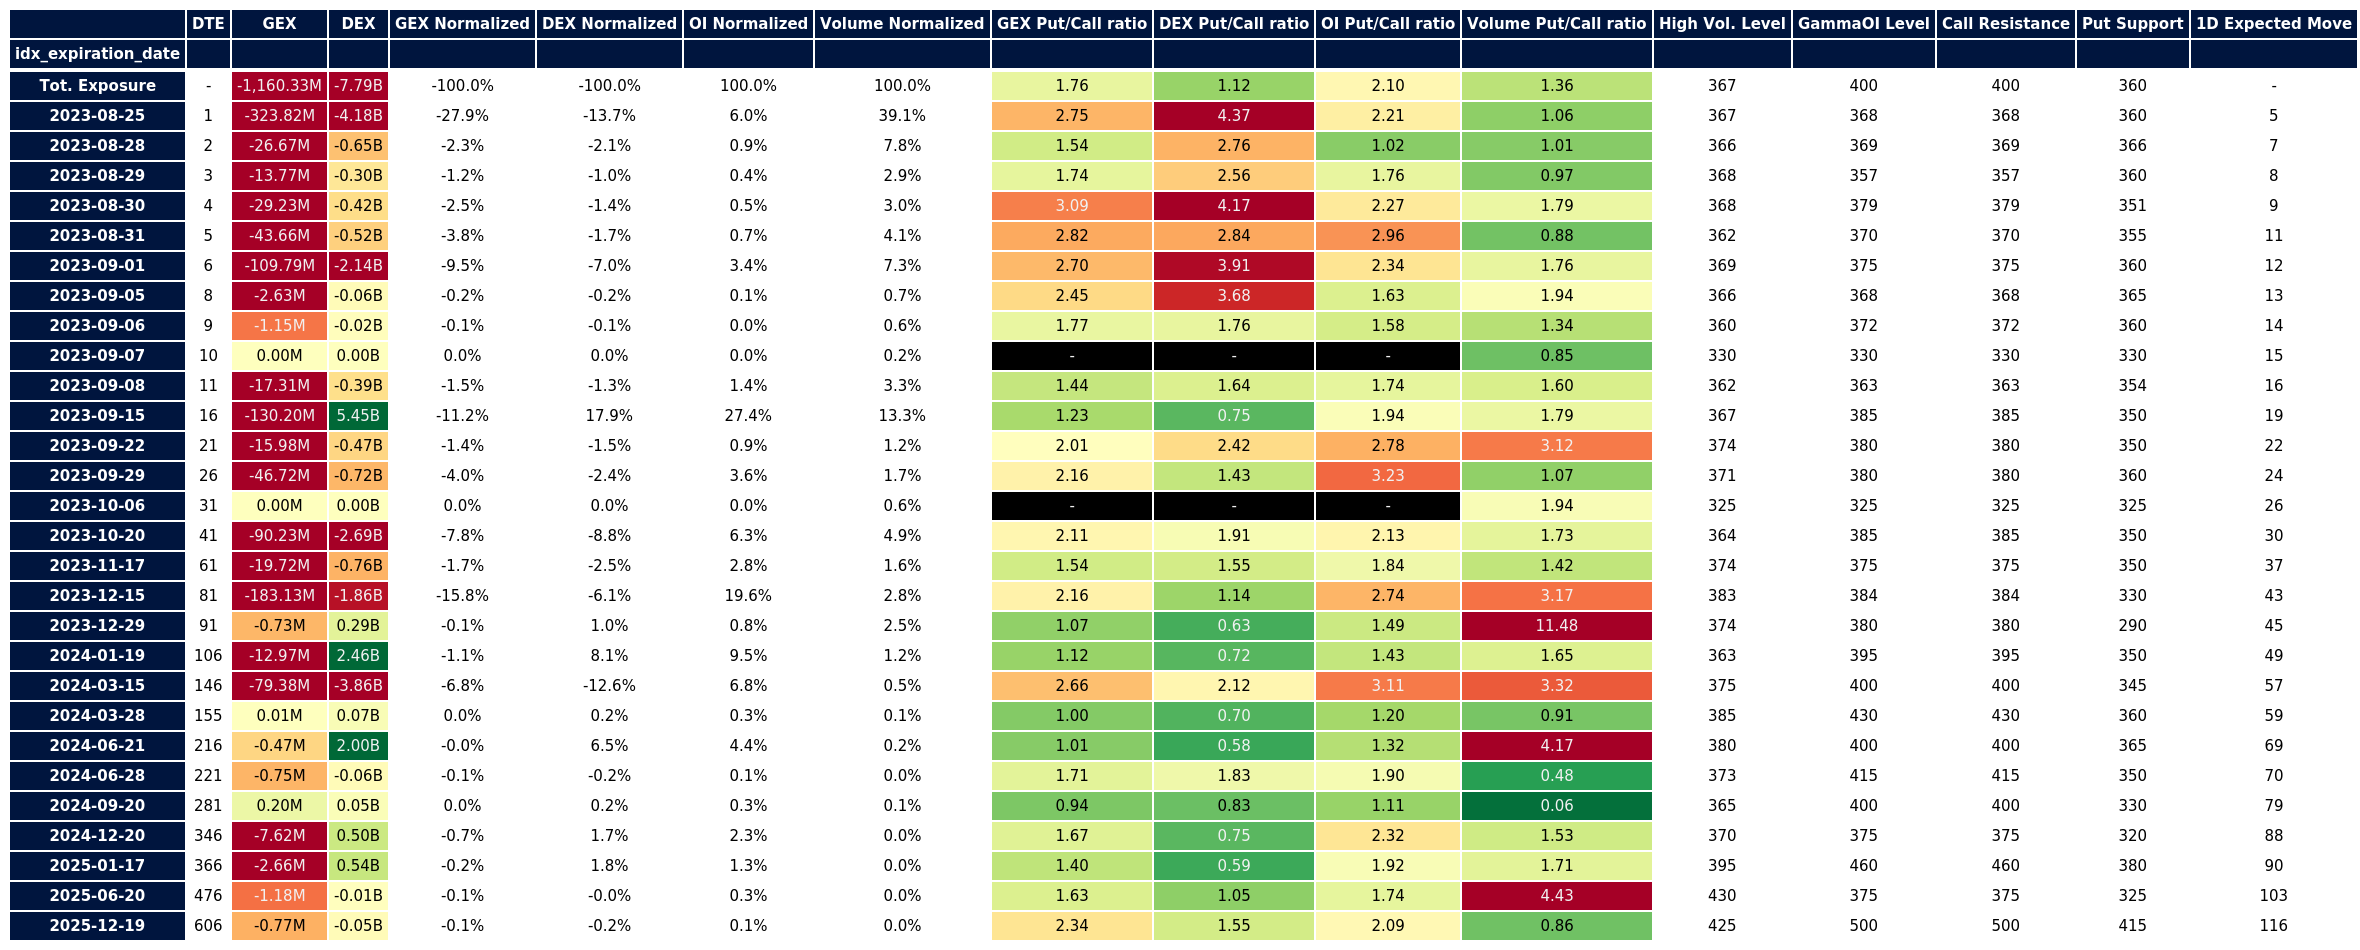 DTE GEX DEX GEX Normalized DEX Normalized OI Normalized Volume Normalized GEX Put/Call ratio DEX Put/Call ratio OI Put/Call ratio Volume Put/Call ratio High Vol. Level GammaOI Level Call Resistance Put Support 1D Expected Move
idx_expiration_date
Tot. Exposure - -1,160.33M -7.79B -100.0% -100.0% 100.0% 100.0% 1.76 1.12 2.10 1.36 367 400 400 360 -
2023-08-25 1 -323.82M -4.18B -27.9% -13.7% 6.0% 39.1% 2.75 4.37 2.21 1.06 367 368 368 360 5
2023-08-28 2 -26.67M -0.65B -2.3% -2.1% 0.9% 7.8% 1.54 2.76 1.02 1.01 366 369 369 366 7
2023-08-29 3 -13.77M -0.30B -1.2% -1.0% 0.4% 2.9% 1.74 2.56 1.76 0.97 368 357 357 360 8
2023-08-30 4 -29.23M -0.42B -2.5% -1.4% 0.5% 3.0% 3.09 4.17 2.27 1.79 368 379 379 351 9
2023-08-31 5 -43.66M -0.52B -3.8% -1.7% 0.7% 4.1% 2.82 2.84 2.96 0.88 362 370 370 355 11
2023-09-01 6 -109.79M -2.14B -9.5% -7.0% 3.4% 7.3% 2.70 3.91 2.34 1.76 369 375 375 360 12
2023-09-05 8 -2.63M -0.06B -0.2% -0.2% 0.1% 0.7% 2.45 3.68 1.63 1.94 366 368 368 365 13
2023-09-06 9 -1.15M -0.02B -0.1% -0.1% 0.0% 0.6% 1.77 1.76 1.58 1.34 360 372 372 360 14
2023-09-07 10 0.00M 0.00B 0.0% 0.0% 0.0% 0.2% - - - 0.85 330 330 330 330 15
2023-09-08 11 -17.31M -0.39B -1.5% -1.3% 1.4% 3.3% 1.44 1.64 1.74 1.60 362 363 363 354 16
2023-09-15 16 -130.20M 5.45B -11.2% 17.9% 27.4% 13.3% 1.23 0.75 1.94 1.79 367 385 385 350 19
2023-09-22 21 -15.98M -0.47B -1.4% -1.5% 0.9% 1.2% 2.01 2.42 2.78 3.12 374 380 380 350 22
2023-09-29 26 -46.72M -0.72B -4.0% -2.4% 3.6% 1.7% 2.16 1.43 3.23 1.07 371 380 380 360 24
2023-10-06 31 0.00M 0.00B 0.0% 0.0% 0.0% 0.6% - - - 1.94 325 325 325 325 26
2023-10-20 41 -90.23M -2.69B -7.8% -8.8% 6.3% 4.9% 2.11 1.91 2.13 1.73 364 385 385 350 30
2023-11-17 61 -19.72M -0.76B -1.7% -2.5% 2.8% 1.6% 1.54 1.55 1.84 1.42 374 375 375 350 37
2023-12-15 81 -183.13M -1.86B -15.8% -6.1% 19.6% 2.8% 2.16 1.14 2.74 3.17 383 384 384 330 43
2023-12-29 91 -0.73M 0.29B -0.1% 1.0% 0.8% 2.5% 1.07 0.63 1.49 11.48 374 380 380 290 45
2024-01-19 106 -12.97M 2.46B -1.1% 8.1% 9.5% 1.2% 1.12 0.72 1.43 1.65 363 395 395 350 49
2024-03-15 146 -79.38M -3.86B -6.8% -12.6% 6.8% 0.5% 2.66 2.12 3.11 3.32 375 400 400 345 57
2024-03-28 155 0.01M 0.07B 0.0% 0.2% 0.3% 0.1% 1.00 0.70 1.20 0.91 385 430 430 360 59
2024-06-21 216 -0.47M 2.00B -0.0% 6.5% 4.4% 0.2% 1.01 0.58 1.32 4.17 380 400 400 365 69
2024-06-28 221 -0.75M -0.06B -0.1% -0.2% 0.1% 0.0% 1.71 1.83 1.90 0.48 373 415 415 350 70
2024-09-20 281 0.20M 0.05B 0.0% 0.2% 0.3% 0.1% 0.94 0.83 1.11 0.06 365 400 400 330 79
2024-12-20 346 -7.62M 0.50B -0.7% 1.7% 2.3% 0.0% 1.67 0.75 2.32 1.53 370 375 375 320 88
2025-01-17 366 -2.66M 0.54B -0.2% 1.8% 1.3% 0.0% 1.40 0.59 1.92 1.71 395 460 460 380 90
2025-06-20 476 -1.18M -0.01B -0.1% -0.0% 0.3% 0.0% 1.63 1.05 1.74 4.43 430 375 375 325 103
2025-12-19 606 -0.77M -0.05B -0.1% -0.2% 0.1% 0.0% 2.34 1.55 2.09 0.86 425 500 500 415 116